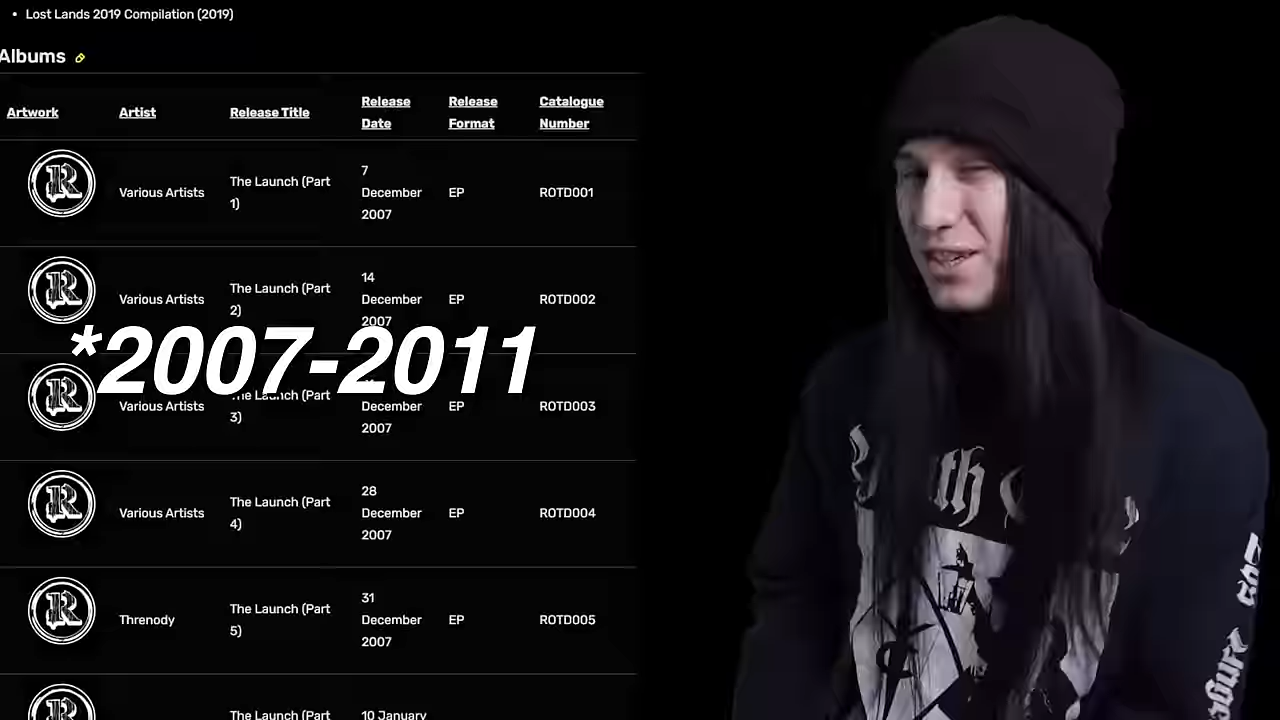 Lost Lands 2019 Compilation (2019)
Albums
Artwork
Artist
Release Title
Release
Date
Release
Format
Catalogue
Number
Various Artists
The Launch (Part
1)
7
December
2007
EP
ROTD001
Various Artists
The Launch (Part
2)
14
December
2007
EP
ROTD002
*2007-2011
Various Artists
The Launch (Part
3)
December
2007
EP
ROTD003
Various Artists
The Launch (Part
4)
28
December
2007
EP
ROTD004
Threnody
The Launch (Part
5)
31
December
2007
EP
ROTD005
The Launch (Part
10 January